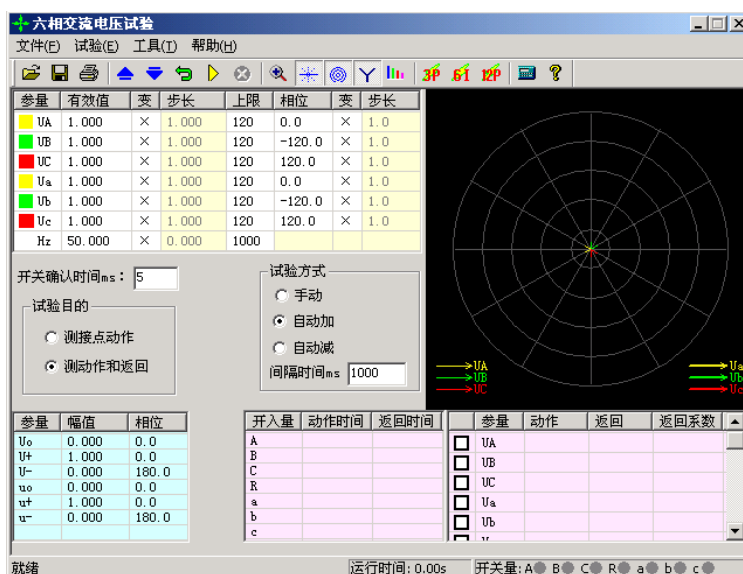 六相交流电压试验
文件(F) 试验(E) 工具(T) 帮助(H)
3P 6I 12P
参量 有效值 变 步长 上限 相位 变 步长
UA 1.000 × 1.000 120 0.0 × 1.0
UB 1.000 × 1.000 120 -120.0 × 1.0
UC 1.000 × 1.000 120 120.0 × 1.0
Ua 1.000 × 1.000 120 0.0 × 1.0
Ub 1.000 × 1.000 120 -120.0 × 1.0
Uc 1.000 × 1.000 120 120.0 × 1.0
Hz 50.000 × 0.000 1000
开关确认时间ms: 5
试验目的
测接点动作
测动作和返回
试验方式
手动
自动加
自动减
间隔时间ms 1000
UA
UB
UC
Ua
Ub
Uc
参量 幅值 相位
Uo 0.000 0.0
U+ 1.000 0.0
U- 0.000 180.0
uo 0.000 0.0
u+ 1.000 0.0
u- 0.000 180.0
开入量 动作时间 返回时间
A
B
C
R
a
b
c
参量 动作 返回 返回系数
UA
UB
UC
Ua
Ub
就绪
运行时间: 0.00s
开关量: A B C R a b c